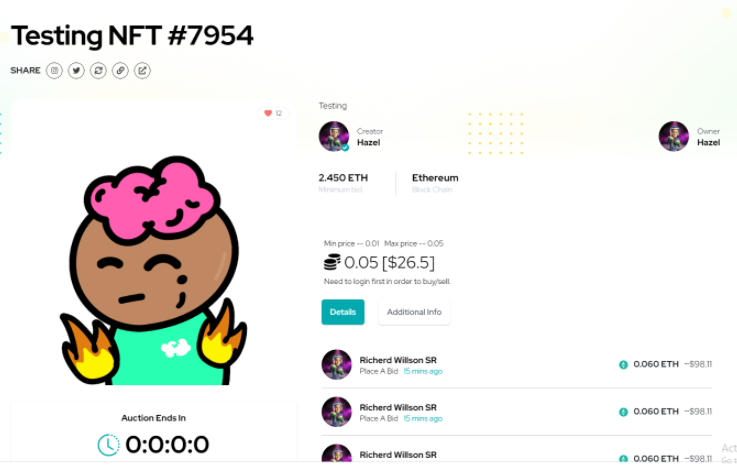 Testing NFT #7954
SHARE
12
Testing
Creator
Hazel
Owner
Hazel
2.450 ETH
Minimum bid
Ethereum
Block Chain
Min price -- 0.01 Max price -- 0.05
0.05 [$26.5]
Need to login first in order to buy/sell.
Details
Additional Info
Richerd Willson SR
Place A Bid 15 mins ago
0.060 ETH ~$98.11
Richerd Willson SR
Place A Bid 15 mins ago
0.060 ETH ~$98.11
Richerd Willson SR
0.060 ETH ~$98.11
Auction Ends In
0:0:0:0
Act
Go t